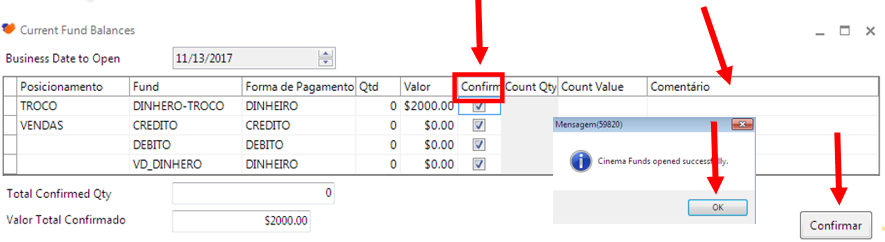 Current Fund Balances
Business Date to Open 11/13/2017
Posicionamento Fund Forma de Pagamento Qtd Valor Confirm Count Qty Count Value Comentário
TROCO DINHERO-TROCO DINHEIRO 0 $2000.00
VENDAS CREDITO CREDITO 0 $0.00
DEBITO DEBITO 0 $0.00
VD_DINHERO DINHEIRO 0 $0.00
Mensagem(59820)
Cinema Funds opened successfully.
OK
Total Confirmed Qty 0
Valor Total Confirmado $2000.00
Confirmar